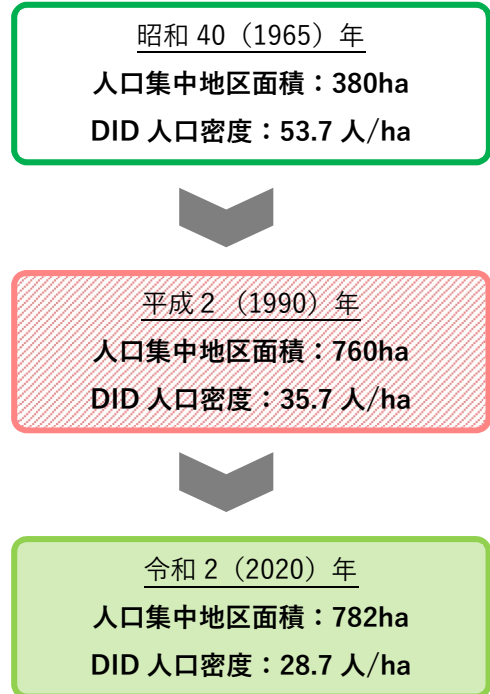 昭和 40（1965）年
人口集中地区面積：380ha
DID 人口密度：53.7 人/ha
平成２（1990）年
人口集中地区面積：760ha
DID 人口密度：35.7 人/ha
令和２（2020）年
人口集中地区面積：782ha
DID 人口密度：28.7 人/ha